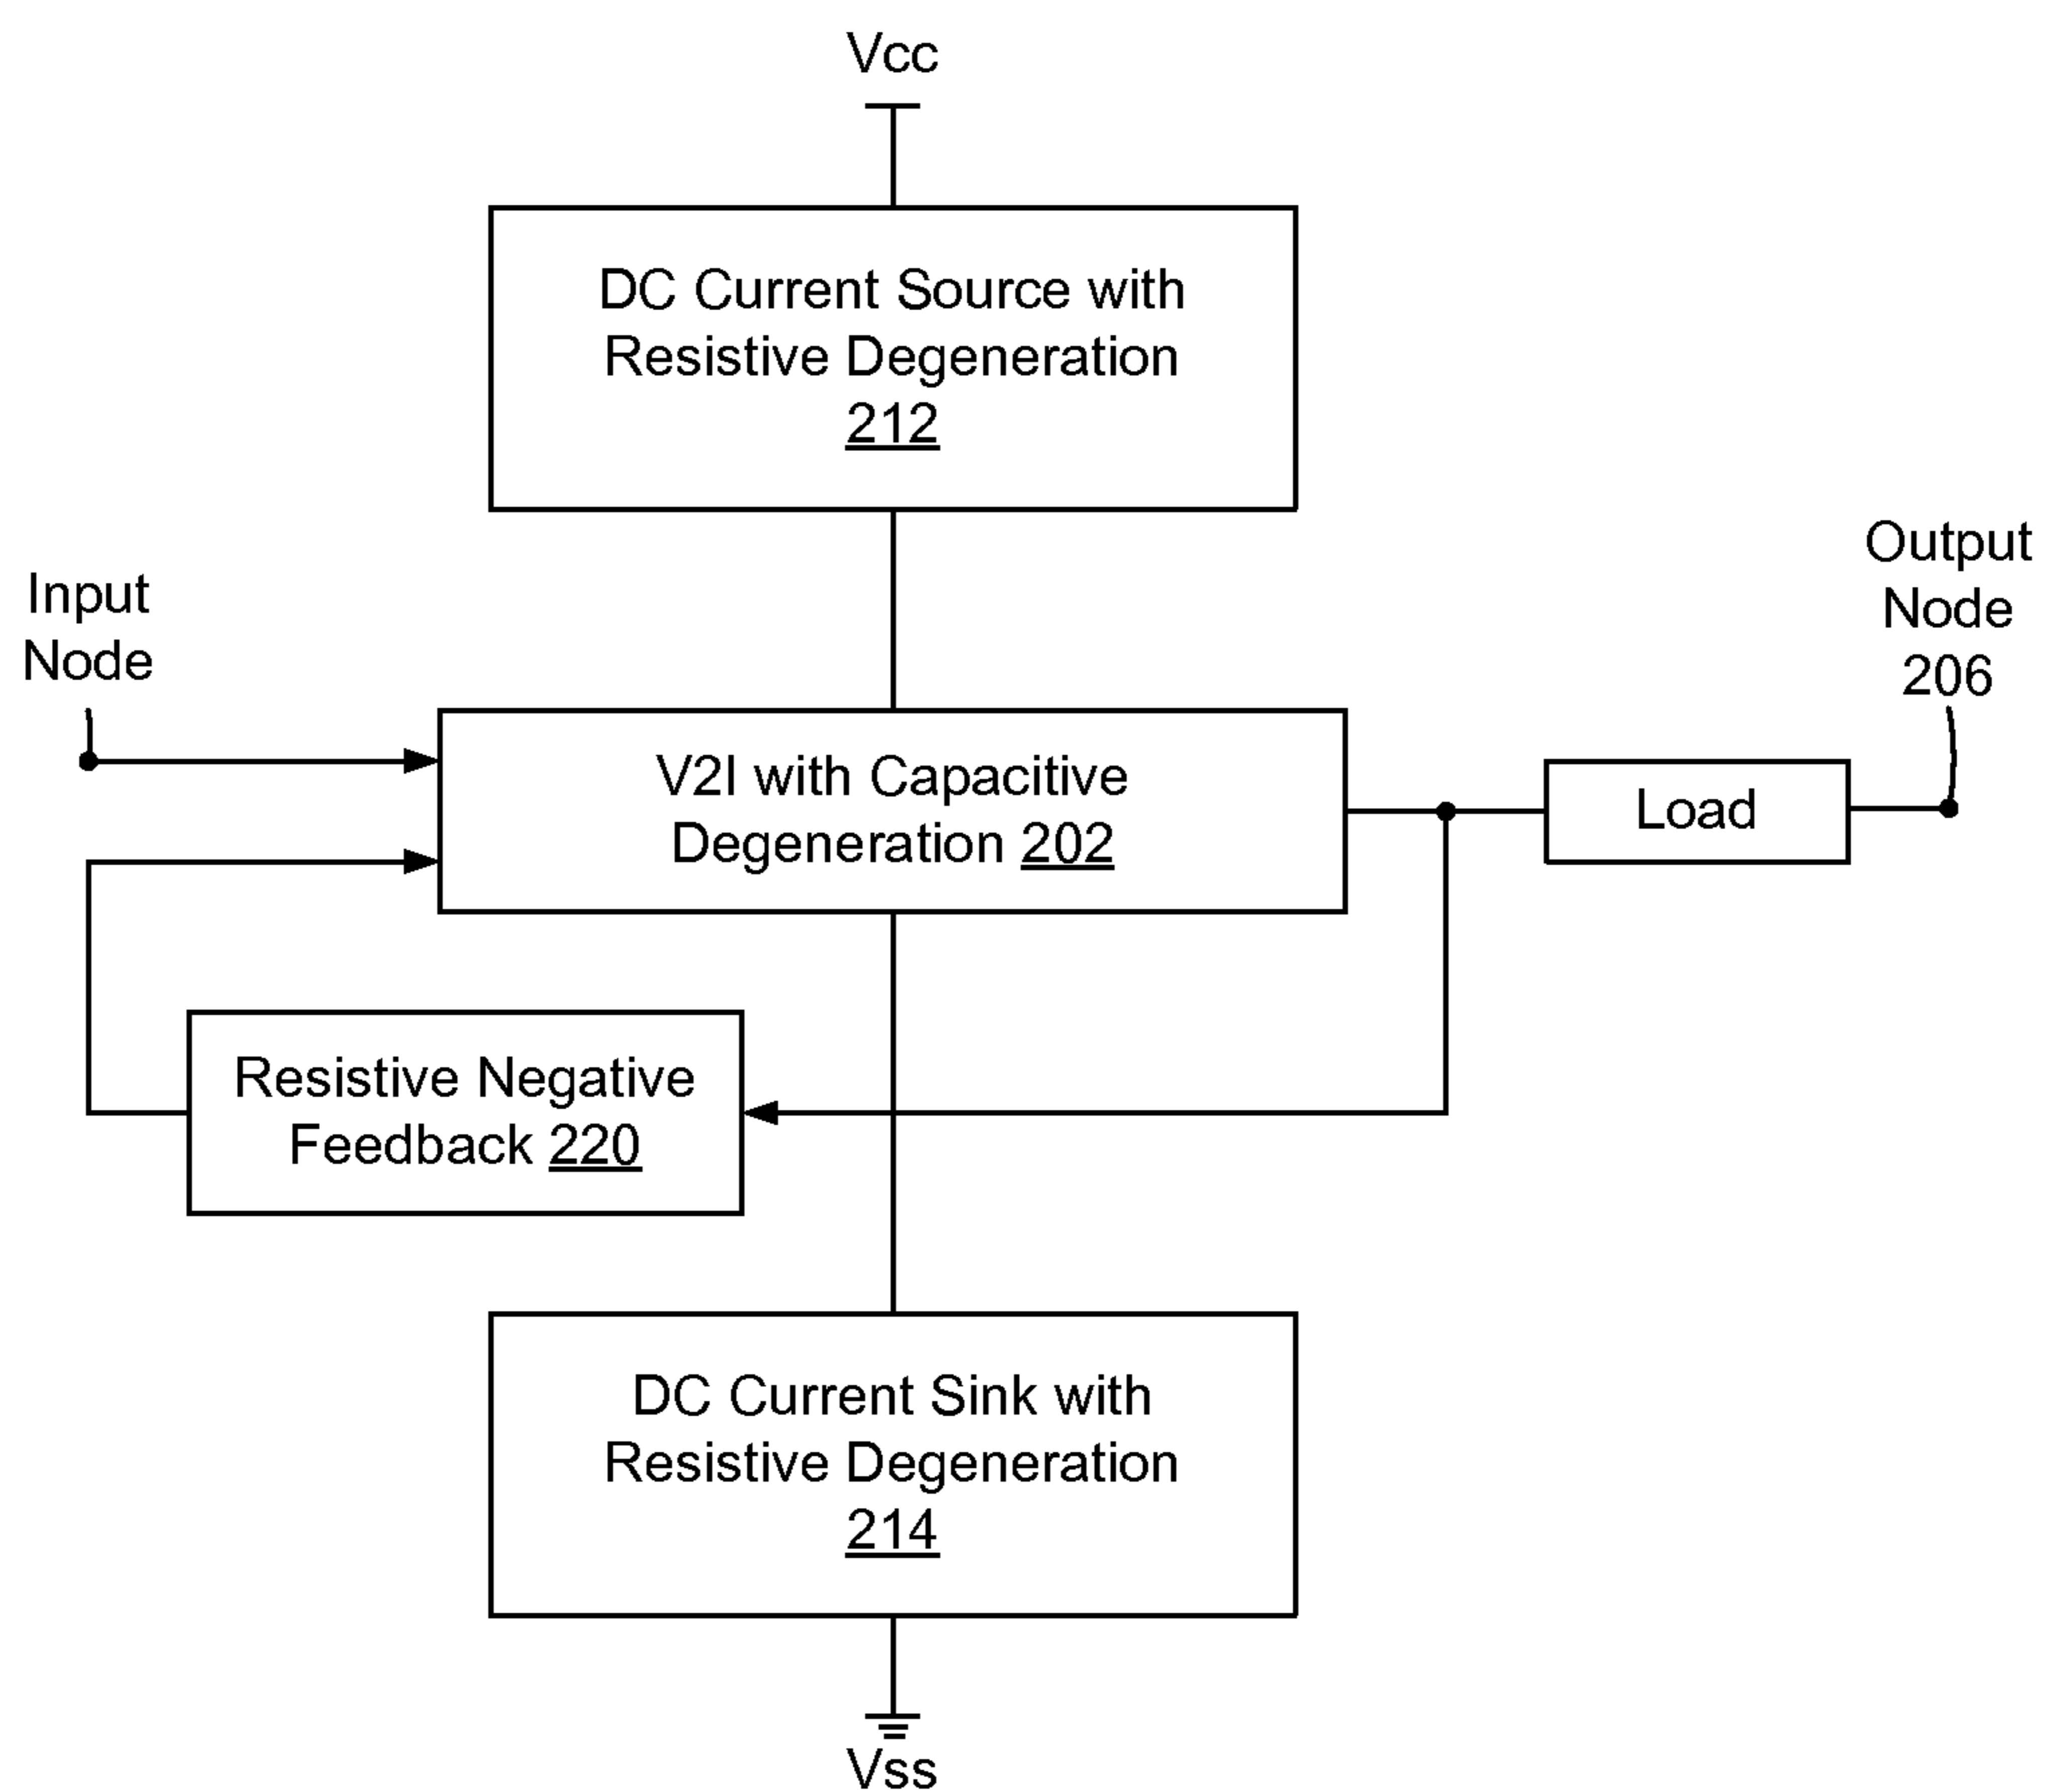 Vcc
DC Current Source with
Resistive Degeneration
212
Input
Node
Output
Node
206
V2I with Capacitive
Degeneration 202
Load
Resistive Negative
Feedback 220
DC Current Sink with
Resistive Degeneration
214
Vss